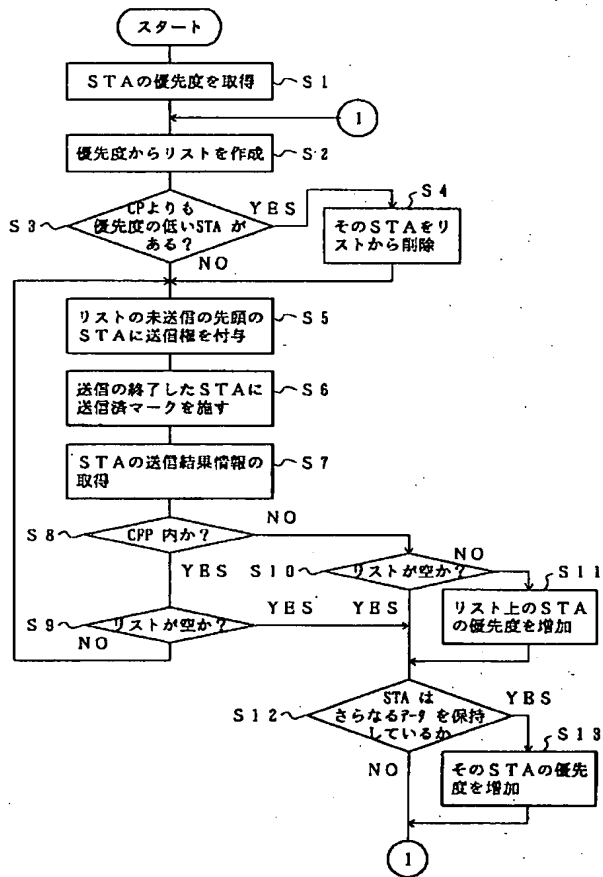 スタート
STAの優先度を取得
S1
1
優先度からリストを作成
S2
CPよりも
優先度の低いSTAが
ある?
S3
YES
NO
S4
そのSTAをリ
ストから削除
リストの未送信の先頭の
STAに送信権を付与
S5
送信の終了したSTAに
送信済マークを施す
S6
STAの送信結果情報の
取得
S7
S8
CFP内か?
NO
YES
S10
リストが空か?
NO
YES
S11
リスト上のSTA
の優先度を増加
S9
リストが空か?
YES
NO
S12
STAは
さらなるデータを保持
しているか
YES
NO
S13
そのSTAの優先
度を増加
1